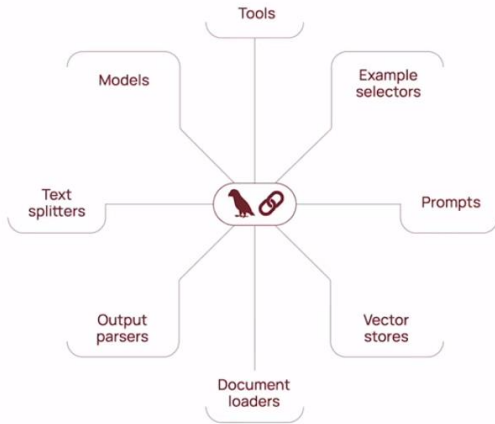 Tools
Models
Example
selectors
Text
splitters
Prompts
Output
parsers
Vector
stores
Document
loaders